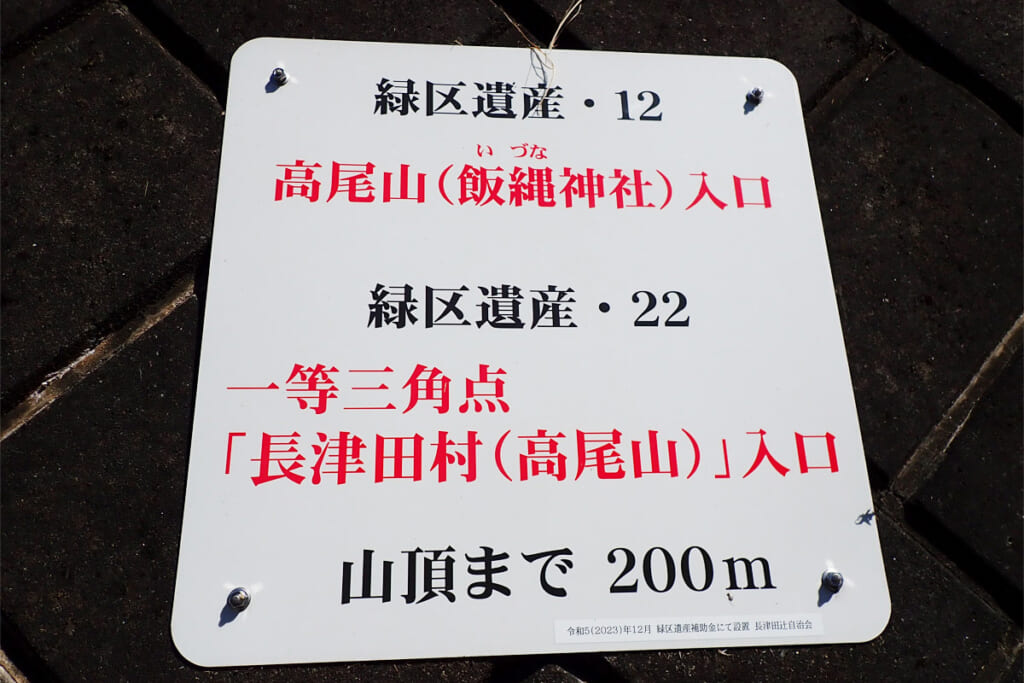 緑区遺産・12
いづな
高尾山(飯縄神社)入口
緑区遺産・22
一等三角点
「長津田村(高尾山)」入口
山頂まで 200m
令和5(2023)年12月 緑区遺産補助金にて設置 長津田辻自治会